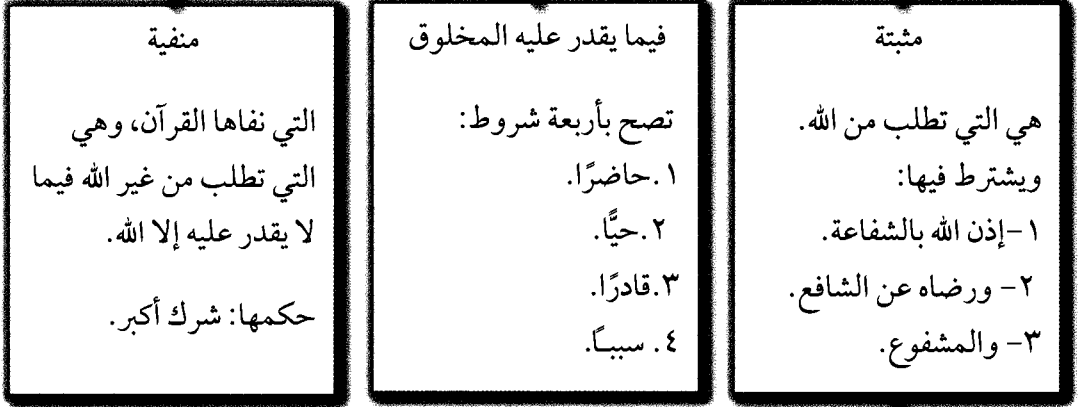 مثبتة
هي التي تطلب من الله.
ويشترط فيها:
١-إذن الله بالشفاعة.
٢- ورضاه عن الشافع.
٣- والمشفوع.
فيما يقدر عليه المخلوق
تصح بأربعة شروط:
١.حاضرًا.
٢.حيًّا.
٣.قادرًا.
٤. سببًا.
منفية
التي نفاها القرآن، وهي
التي تطلب من غير الله فيما
لا يقدر عليه إلا الله.
حكمها: شرك أكبر.